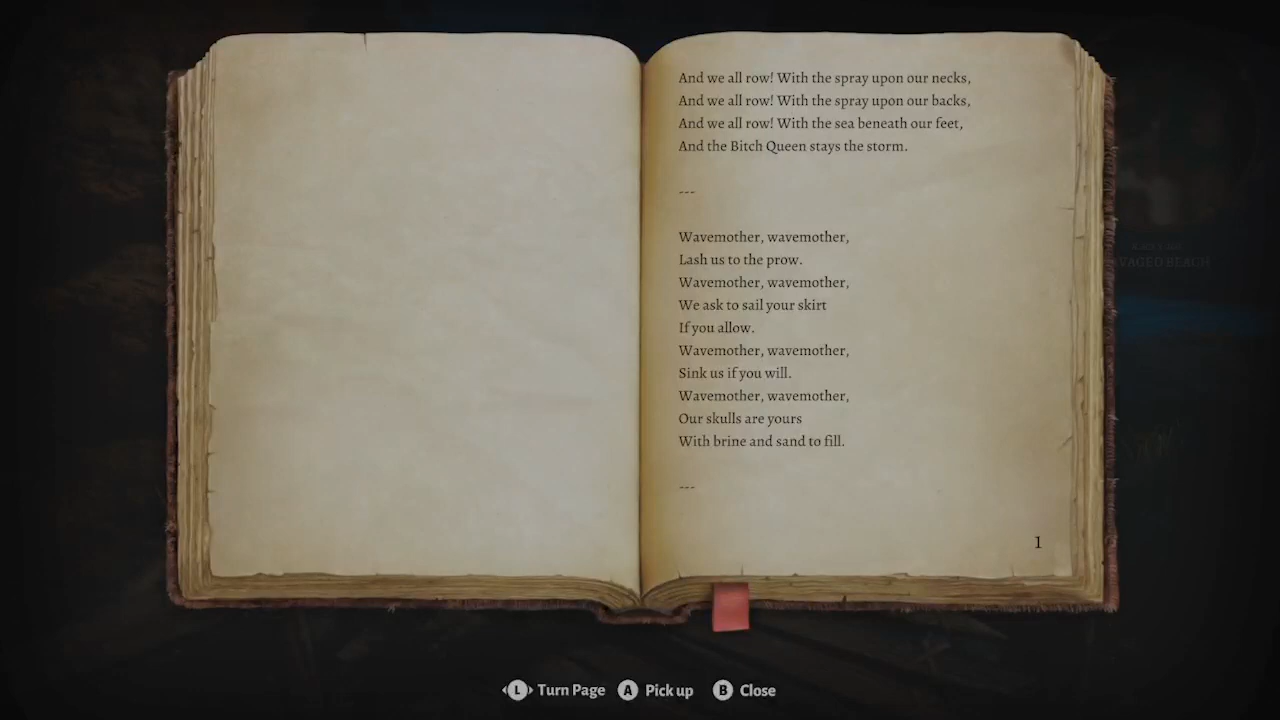 And we all row! With the spray upon our necks,
And we all row! With the spray upon our backs,
And we all row! With the sea beneath our feet,
And the Bitch Queen stays the storm.
---
Wavemother, wavemother,
Lash us to the prow.
Wavemother, wavemother,
We ask to sail your skirt
If you allow.
Wavemother, wavemother,
Sink us if you will.
Wavemother, wavemother,
Our skulls are yours
With brine and sand to fill.
---
1
VAGED BEACH
L Turn Page A Pick up B Close